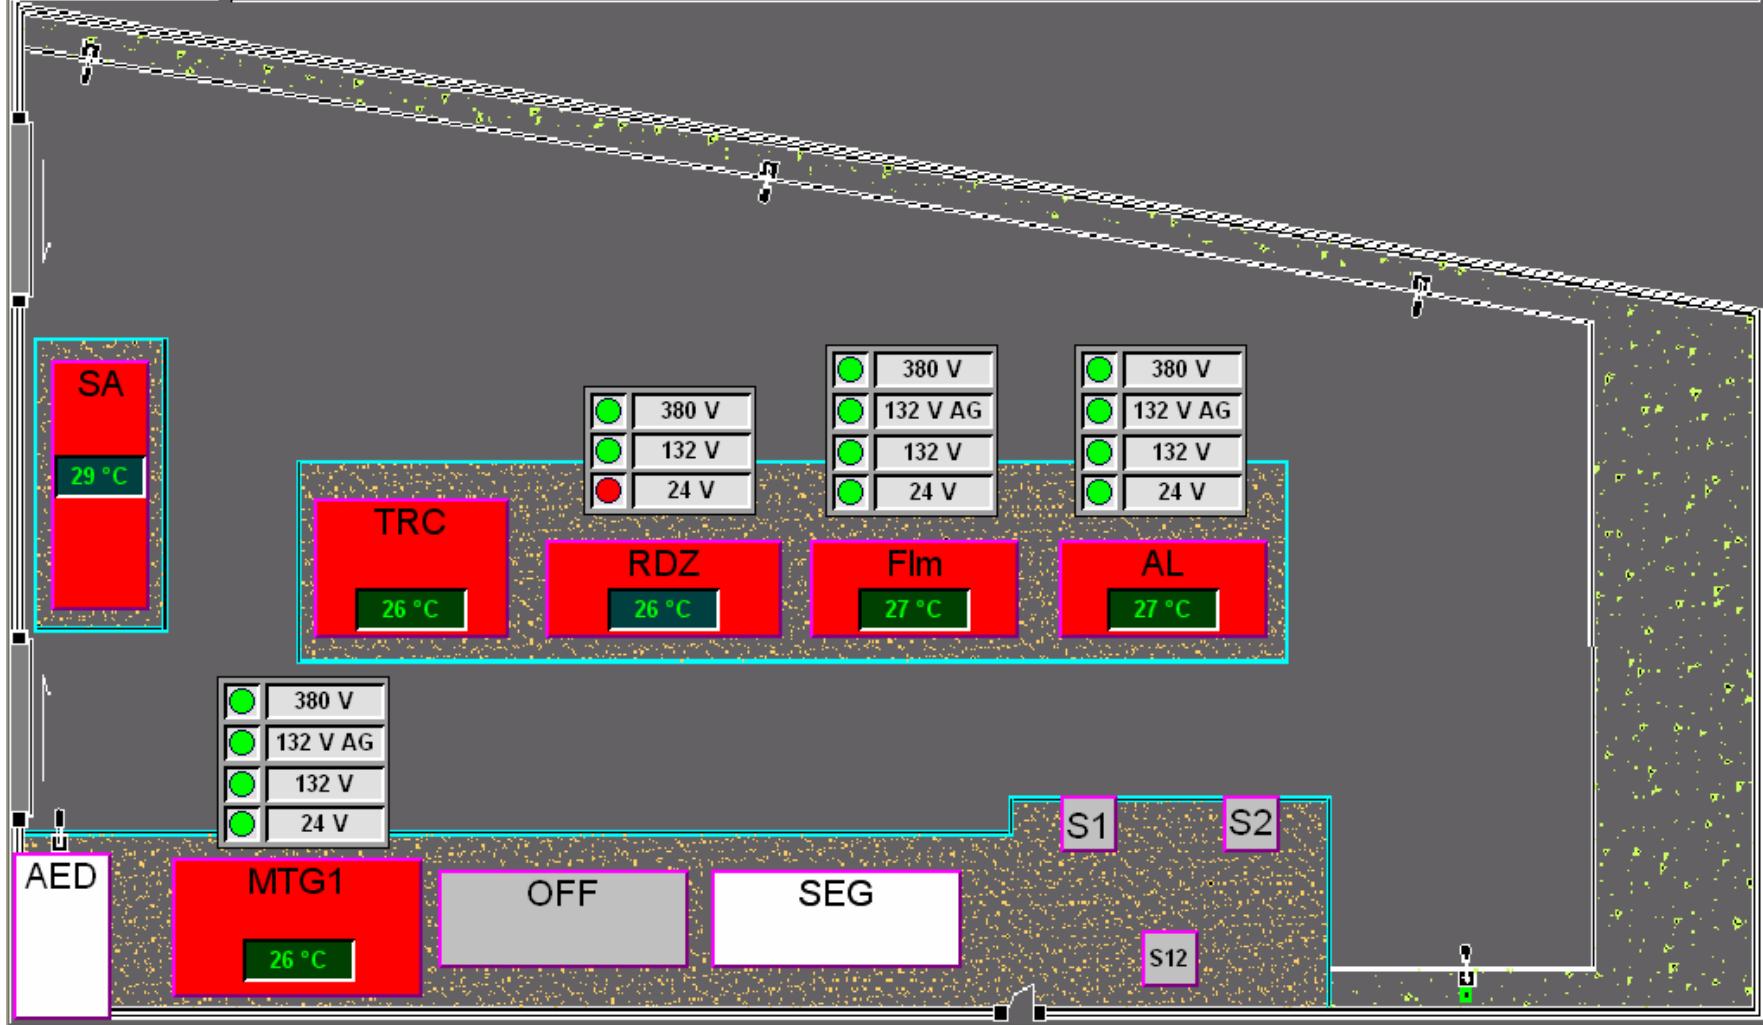 SA
29 °C
380 V
132 V
24 V
380 V
132 V AG
132 V
24 V
380 V
132 V AG
132 V
24 V
TRC
26 °C
RDZ
26 °C
Flm
27 °C
AL
27 °C
380 V
132 V AG
132 V
24 V
S1
S2
AED
MTG1
26 °C
OFF
SEG
S12